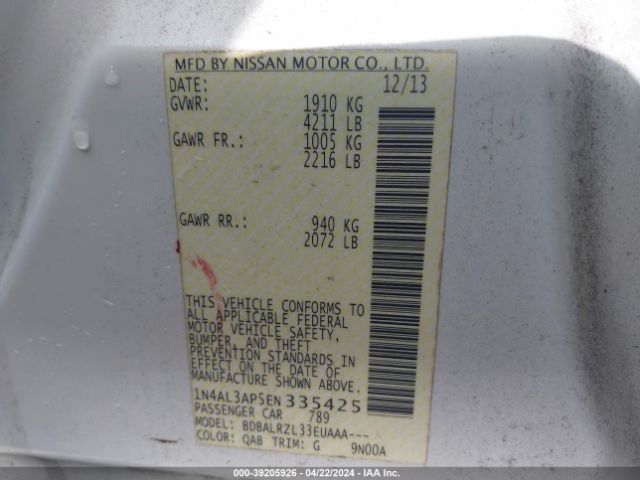 MFD BY NISSAN MOTOR CO., LTD.
DATE: 12/13
GVWR: 1910 KG
4211 LB
GAWR FR.: 1005 KG
2216 LB
GAWR RR.: 940 KG
2072 LB
THIS VEHICLE CONFORMS TO
ALL APPLICABLE FEDERAL
MOTOR VEHICLE SAFETY,
BUMPER, AND THEFT
PREVENTION STANDARDS IN
EFFECT ON THE DATE OF
MANUFACTURE SHOWN ABOVE.
1N4AL3AP5EN335425
PASSENGER CAR 789
MODEL: BDBALRZL33EUAAA---
COLOR: QAB TRIM: G 9N00A
000-39205926 - 04/22/2024 - IAAI.COM